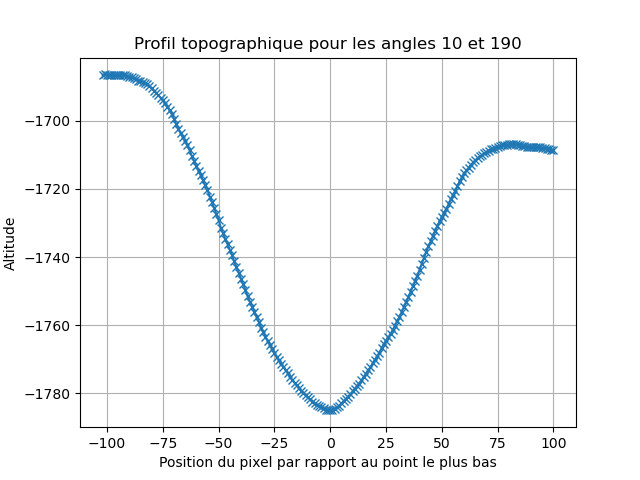 Profil topographique pour les angles 10 et 190
−1700
−1720
−1740
−1760
−1780
Altitude
−100 −75 −50 −25 0 25 50 75 100
Position du pixel par rapport au point le plus bas